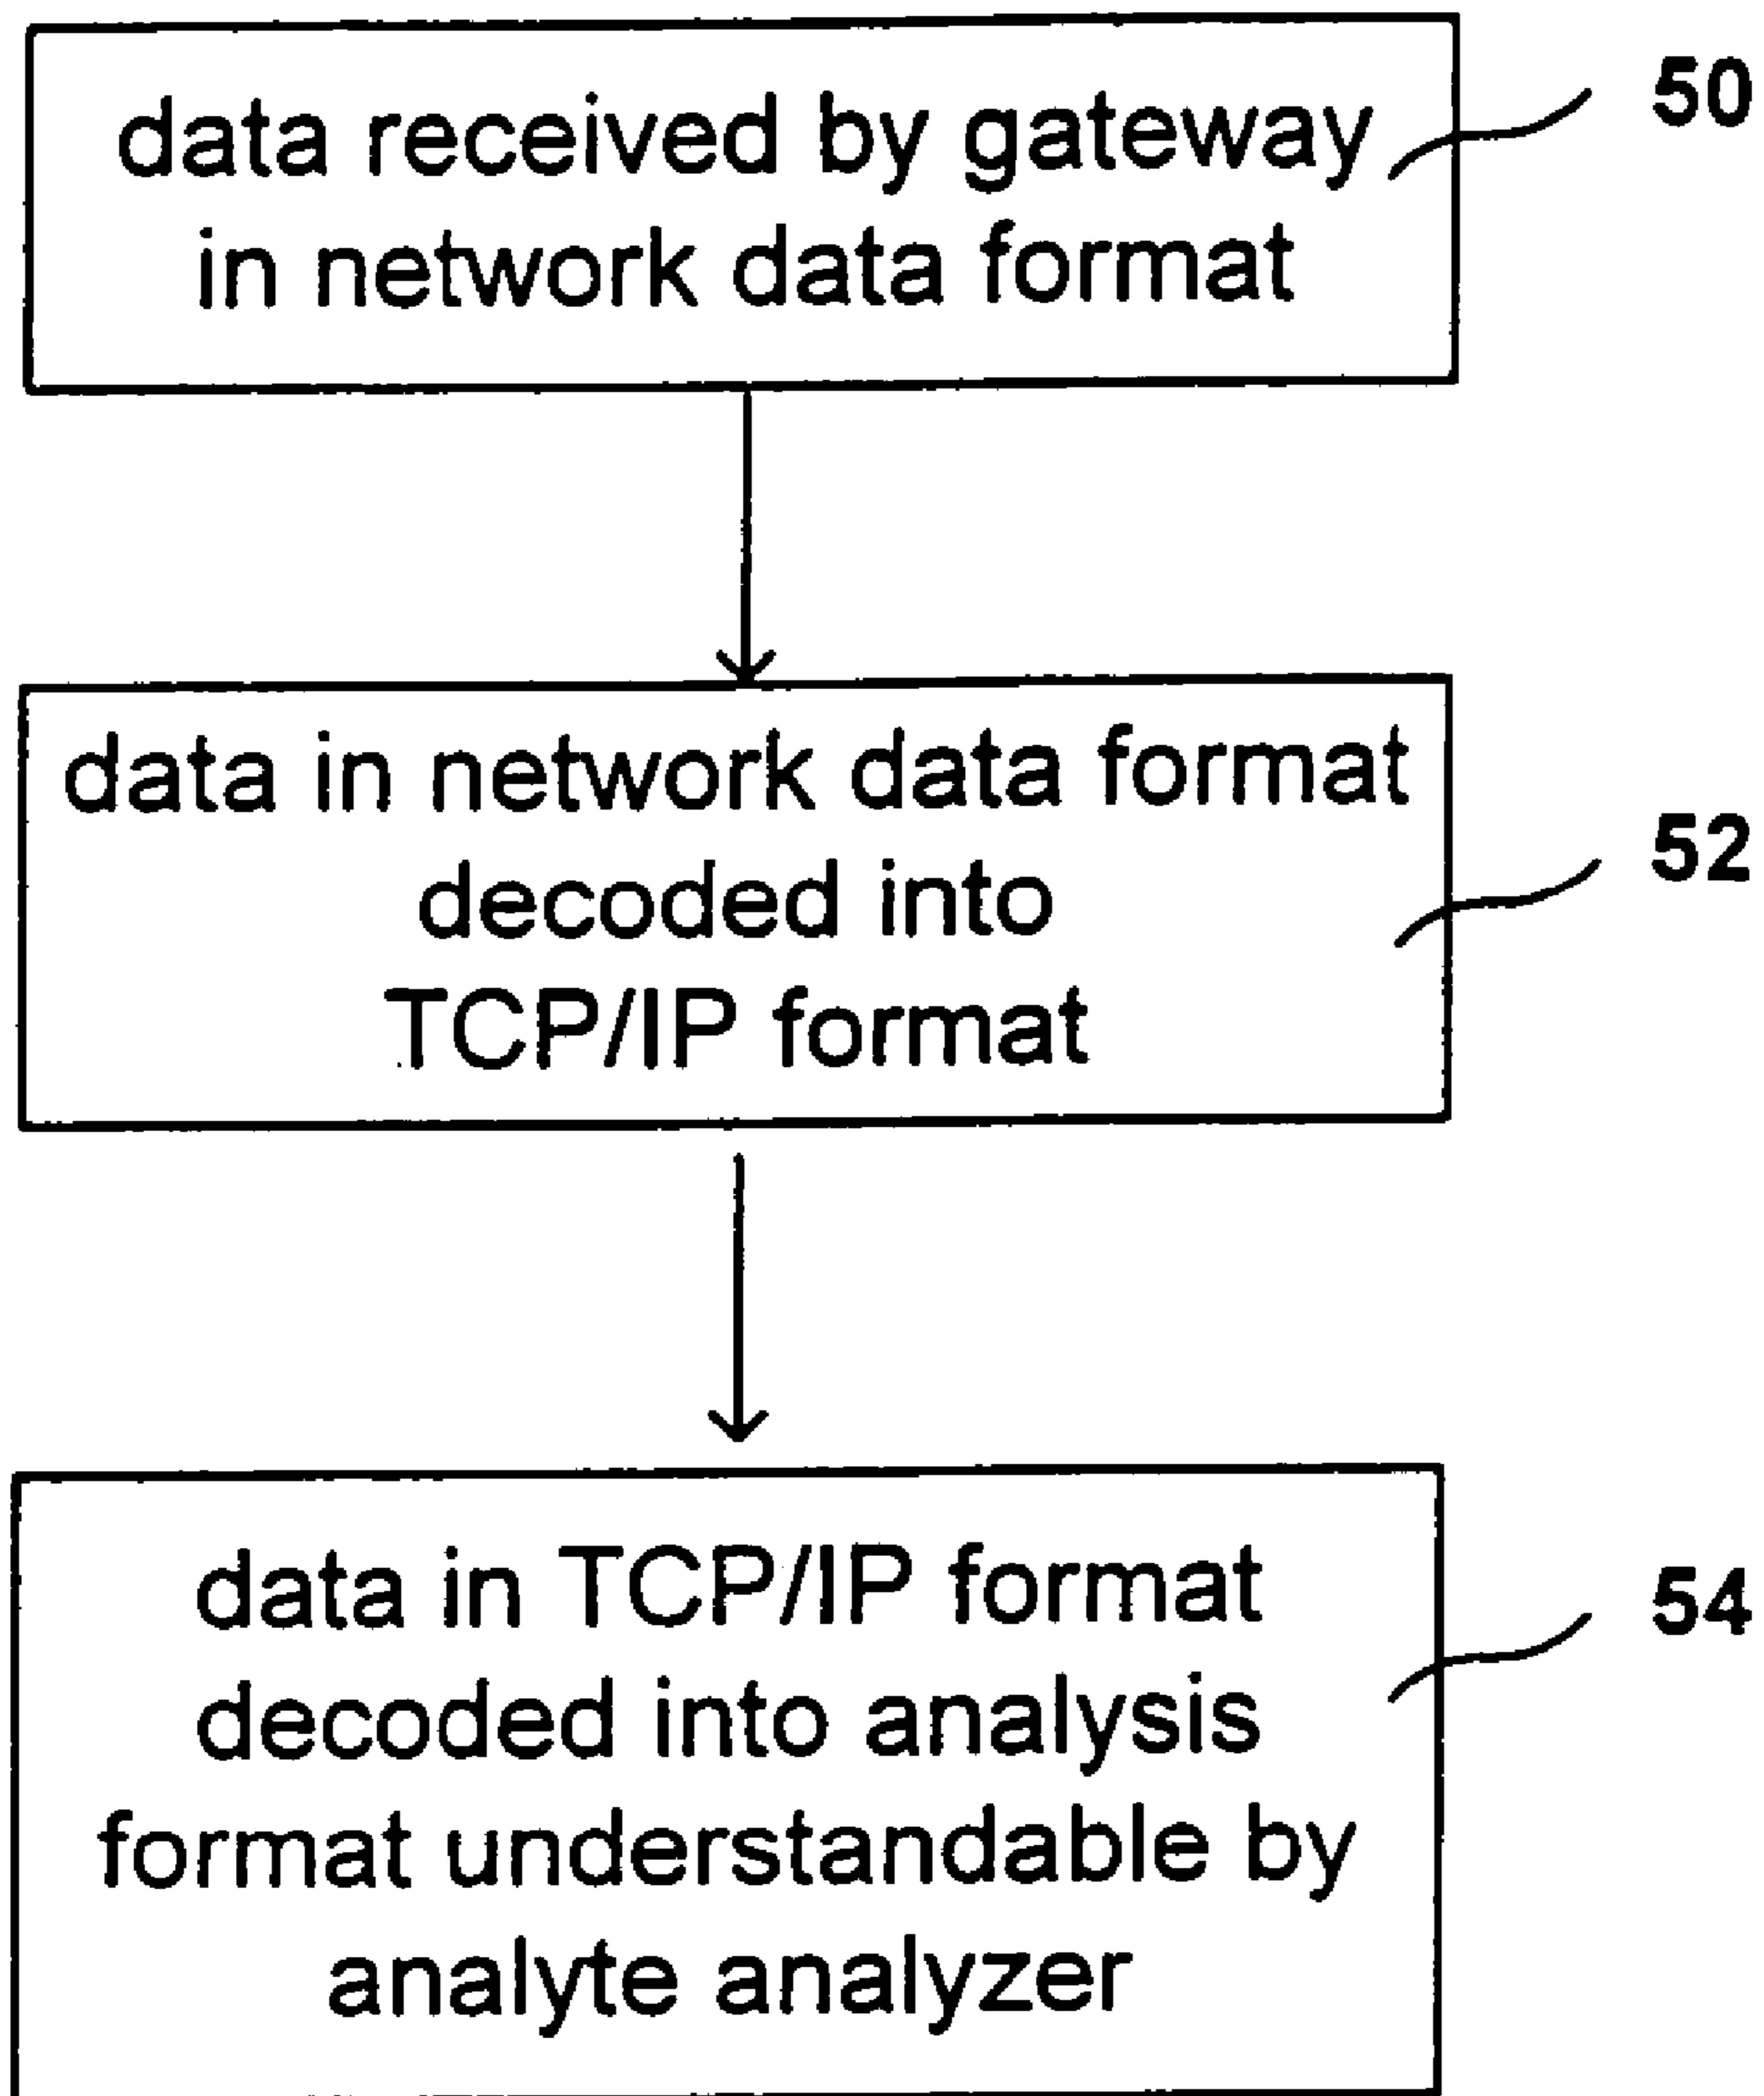 data received by gateway
in network data format
50
data in network data format
decoded into
TCP/IP format
52
data in TCP/IP format
decoded into analysis
format understandable by
analyte analyzer
54